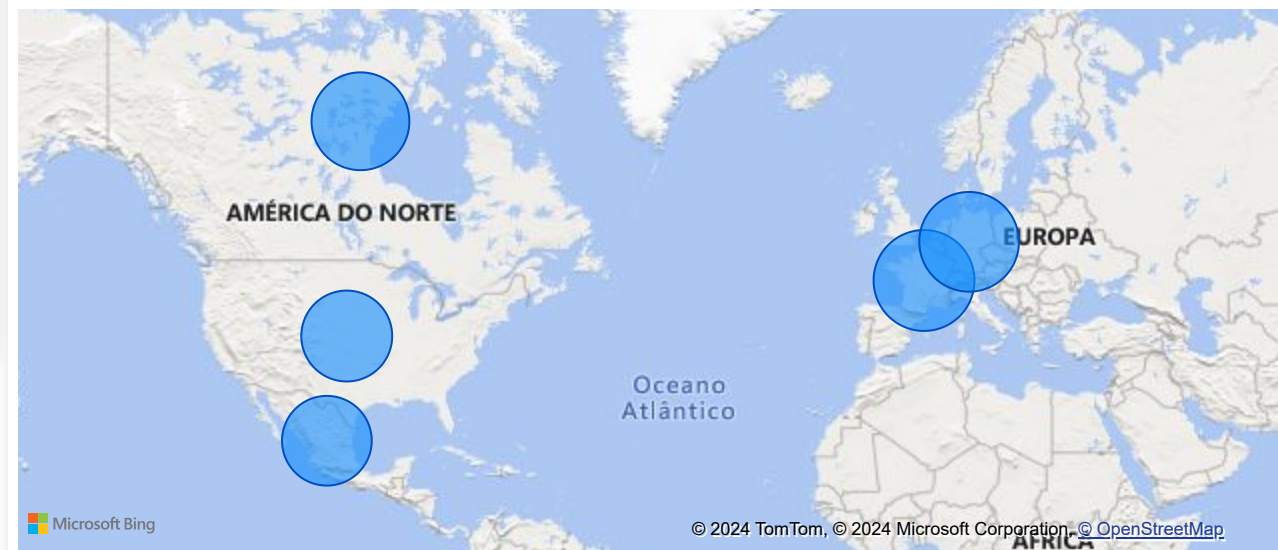 AMÉRICA DO NORTE
EUROPA
Oceano
Atlântico
Microsoft Bing
© 2024 TomTom, © 2024 Microsoft Corporation, © OpenStreetMap
ÁFRICA